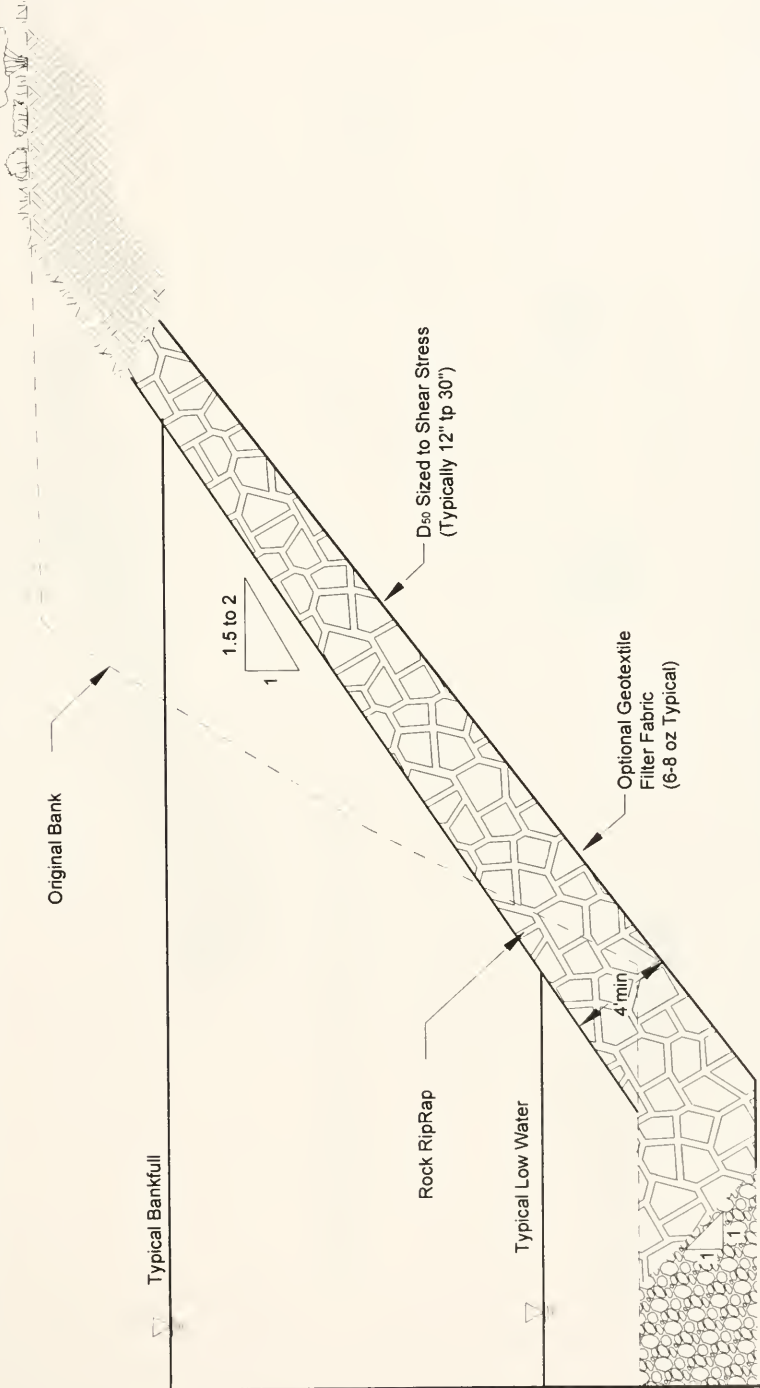 Original Bank
Typical Bankfull
1.5 to 2
1
D50 Sized to Shear Stress
(Typically 12" tp 30")
Rock RipRap
Typical Low Water
4'min
Optional Geotextile
Filter Fabric
(6-8 oz Typical)
1
1